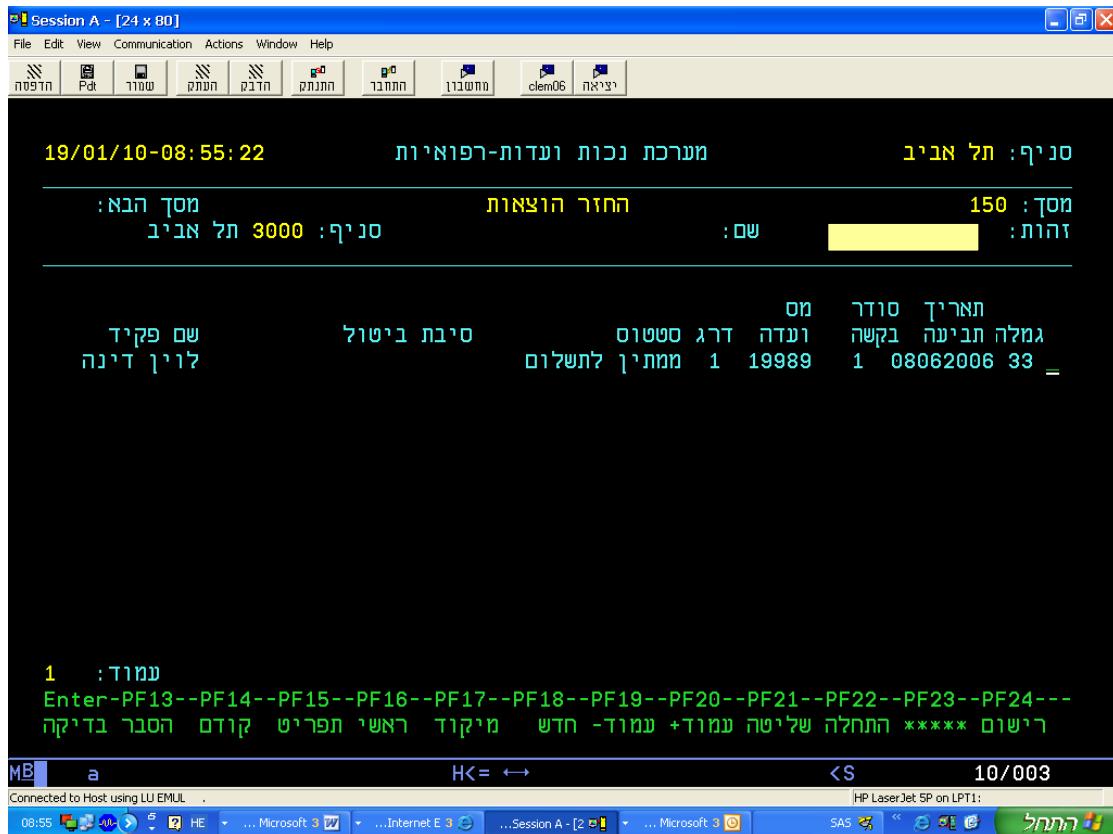 Session A - [24 x 80]
File Edit View Communication Actions Window Help
הדפסה Pdt שמור העתק הדבק התנתק התחבר מחשבון clem06 יציאה
סניף: תל אביב מערכת נכות ועדות-רפואיות 19/01/10-08:55:22
מסך: 150 החזר הוצאות מסך הבא:
זהות: שם: סניף: 3000 תל אביב
תאריך סודר מס
גמלה תביעה בקשה ועדה דרג סטטוס סיבת ביטול שם פקיד
_ 33 08062006 1 19989 1 ממתין לתשלום לוין דינה
עמוד: 1
Enter-PF13--PF14--PF15--PF16--PF17--PF18--PF19--PF20--PF21--PF22--PF23--PF24---
רישום ***** התחלה שליטה עמוד+ עמוד- חדש מיקוד ראשי תפריט קודם הסבר בדיקה
MB a H<= ↔ <S 10/003
Connected to Host using LU EMUL .
HP LaserJet 5P on LPT1:
08:55 5 HE ... Microsoft 3 ...Internet E 3 ...Session A - [2 ... Microsoft 3 SAS « התחל